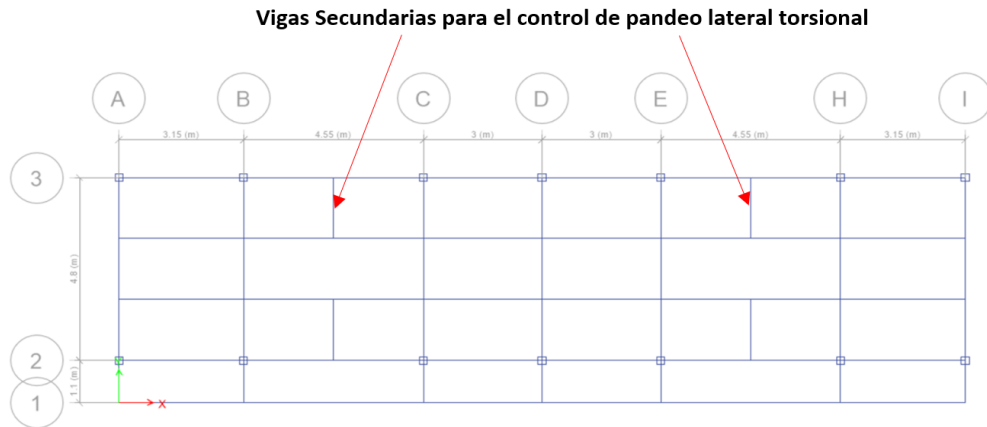 Vigas Secundarias para el control de pandeo lateral torsional
A B C D E H I
3.15 (m) 4.55 (m) 3 (m) 3 (m) 4.55 (m) 3.15 (m)
3
4.8 (m)
2
1.1 (m)
1
X